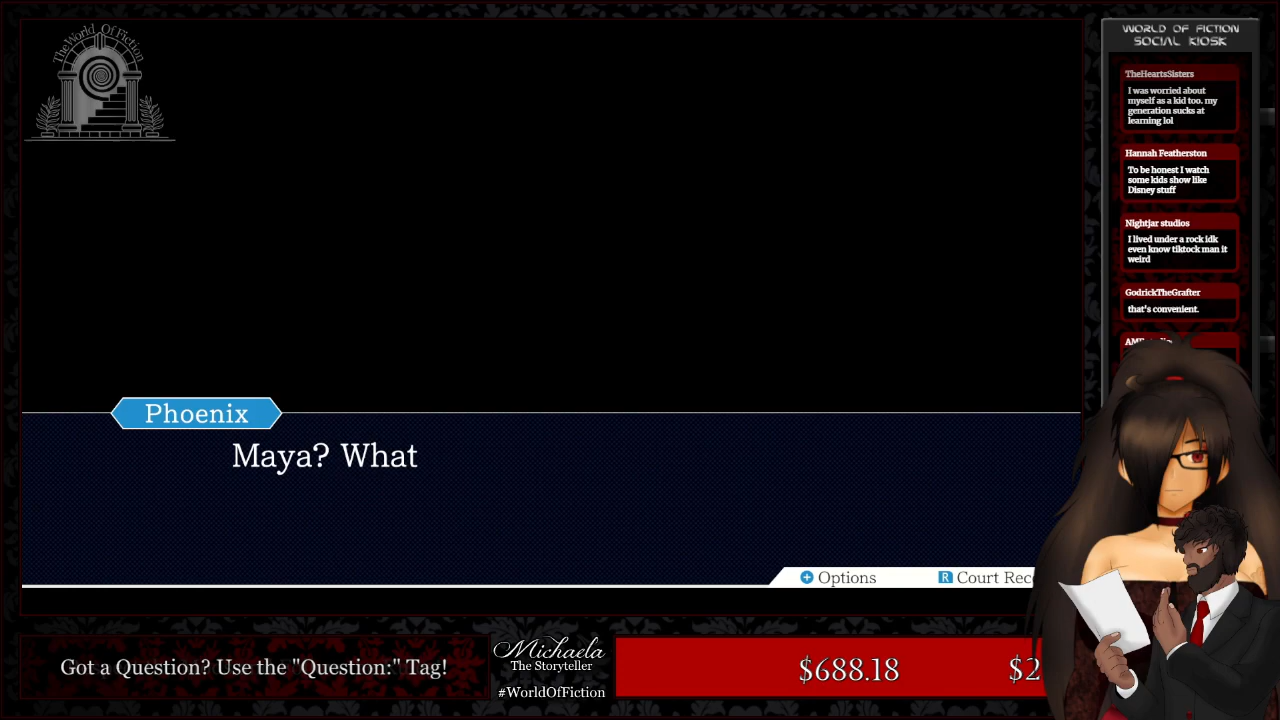 The World Of Fiction
WORLD OF FICTION
SOCIAL KIOSK
TheHeartsSisters
I was worried about
myself as a kid too. my
generation sucks at
learning lol
Hannah Featherston
To be honest I watch
some kids show like
Disney stuff
Nightjar studios
I lived under a rock idk
even know tiktock man it
weird
GodrickTheGrafter
that's convenient.
Phoenix
Maya? What
+ Options
R Court
Got a Question? Use the "Question:" Tag!
Michaela
The Storyteller
#WorldOfFiction
$688.18